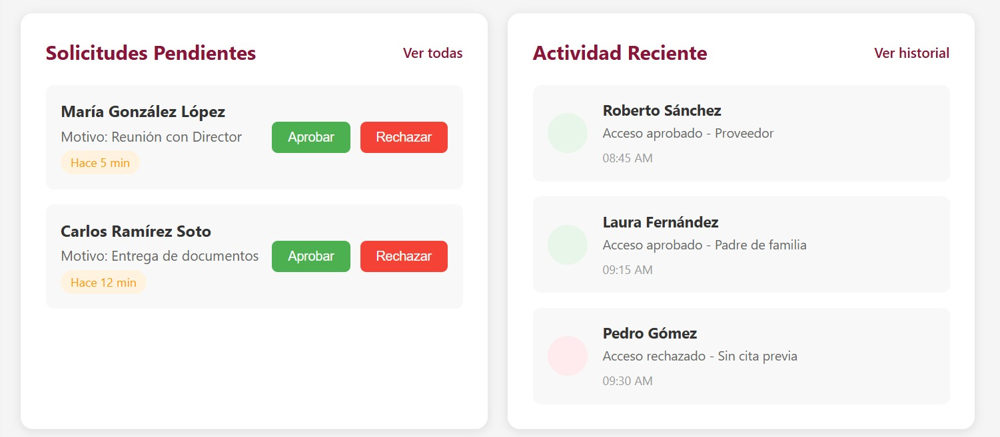 Solicitudes Pendientes
Ver todas
María González López
Motivo: Reunión con Director
Hace 5 min
Aprobar
Rechazar
Carlos Ramírez Soto
Motivo: Entrega de documentos
Hace 12 min
Aprobar
Rechazar
Actividad Reciente
Ver historial
Roberto Sánchez
Acceso aprobado - Proveedor
08:45 AM
Laura Fernández
Acceso aprobado - Padre de familia
09:15 AM
Pedro Gómez
Acceso rechazado - Sin cita previa
09:30 AM